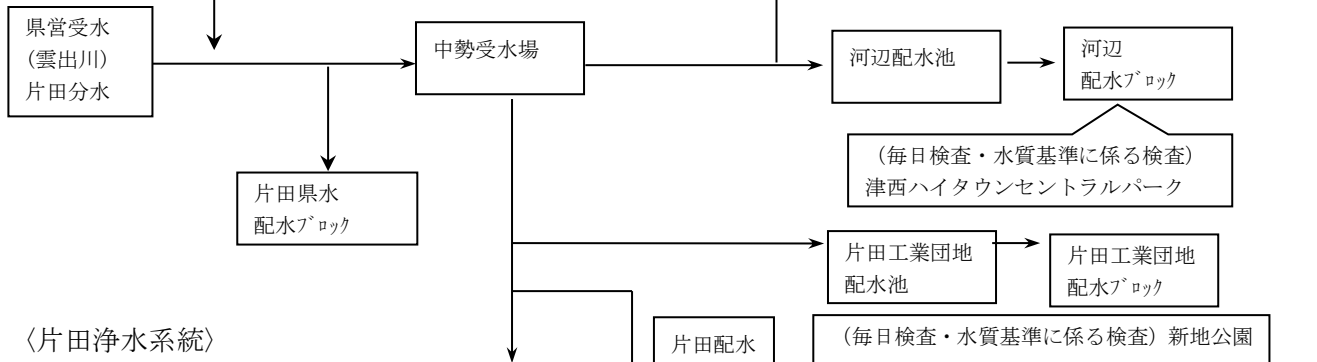 県営受水
(雲出川)
片田分水
中勢受水場
河辺配水池
河辺
配水ﾌﾞﾛｯｸ
(毎日検査・水質基準に係る検査)
津西ハイタウンセントラルパーク
片田県水
配水ﾌﾞﾛｯｸ
片田工業団地
配水池
片田工業団地
配水ﾌﾞﾛｯｸ
〈片田浄水系統〉
片田配水
(毎日検査・水質基準に係る検査) 新地公園